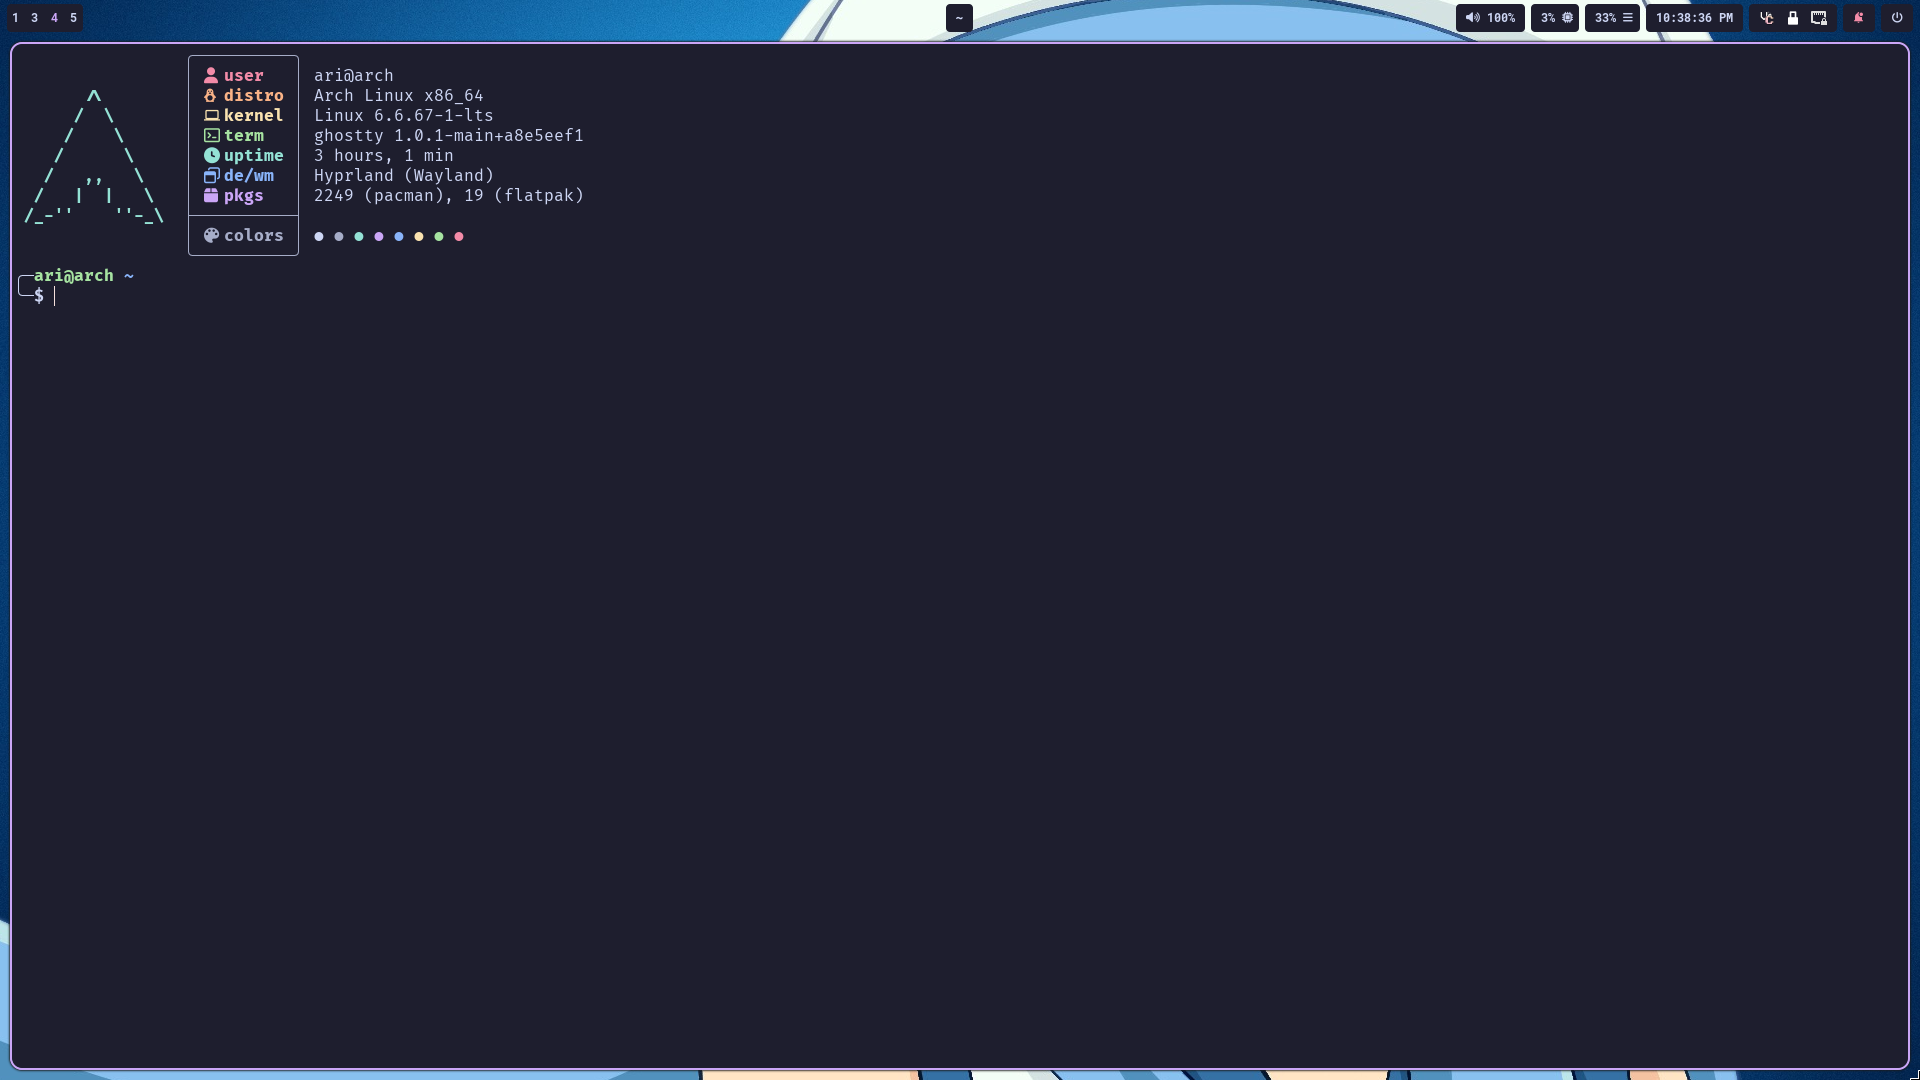 1 3 4 5
~
100%
3%
33%
10:38:36 PM
user ari@arch
distro Arch Linux x86_64
kernel Linux 6.6.67-1-lts
term ghostty 1.0.1-main+a8e5eef1
uptime 3 hours, 1 min
de/wm Hyprland (Wayland)
pkgs 2249 (pacman), 19 (flatpak)
colors
ari@arch ~
$